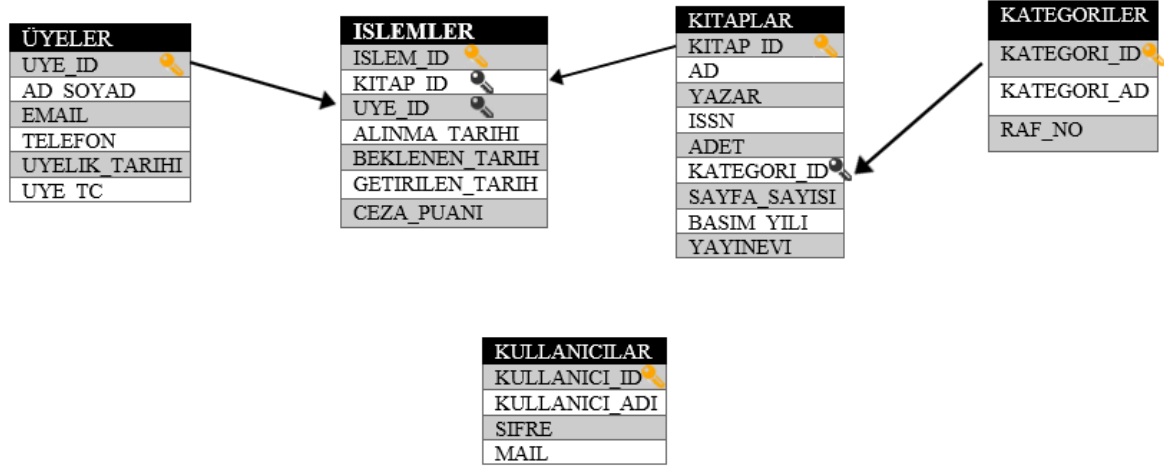 ÜYELER
UYE_ID
AD_SOYAD
EMAIL
TELEFON
UYELIK_TARIHI
UYE_TC
ISLEMLER
ISLEM_ID
KITAP_ID
UYE_ID
ALINMA_TARIHI
BEKLENEN_TARIH
GETIRILEN_TARIH
CEZA_PUANI
KITAPLAR
KITAP_ID
AD
YAZAR
ISSN
ADET
KATEGORI_ID
SAYFA_SAYISI
BASIM_YILI
YAYINEVI
KATEGORILER
KATEGORI_ID
KATEGORI_AD
RAF_NO
KULLANICILAR
KULLANICI_ID
KULLANICI_ADI
SIFRE
MAIL